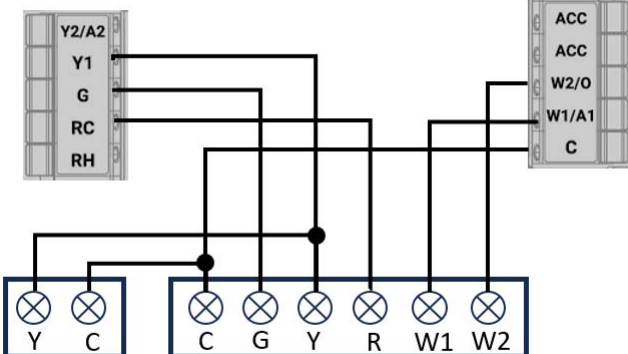 Y2/A2
Y1
G
RC
RH
ACC
ACC
W2/O
W1/A1
C
Y C
C G Y R W1 W2